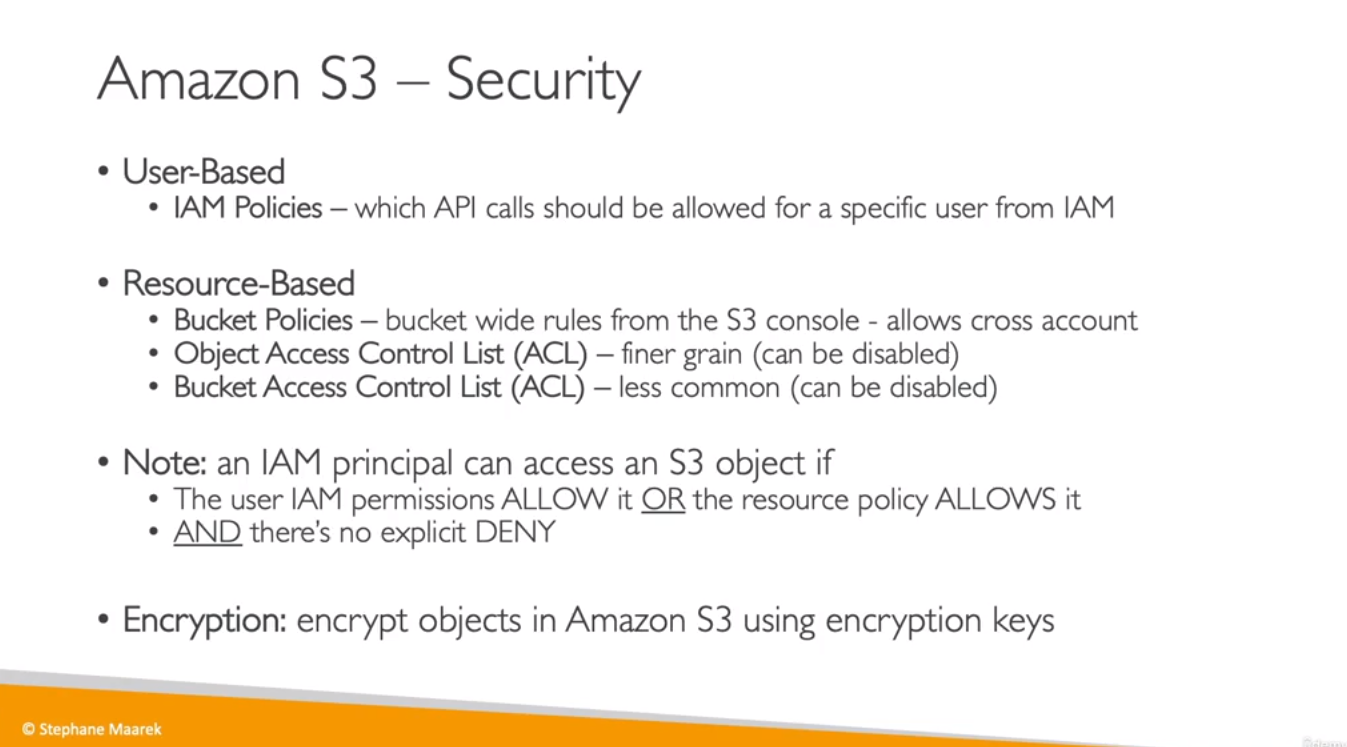 Amazon S3 – Security
• User-Based
• IAM Policies – which API calls should be allowed for a specific user from IAM
• Resource-Based
• Bucket Policies – bucket wide rules from the S3 console - allows cross account
• Object Access Control List (ACL) – finer grain (can be disabled)
• Bucket Access Control List (ACL) – less common (can be disabled)
• Note: an IAM principal can access an S3 object if
• The user IAM permissions ALLOW it OR the resource policy ALLOWS it
• AND there’s no explicit DENY
• Encryption: encrypt objects in Amazon S3 using encryption keys
© Stephane Maarek